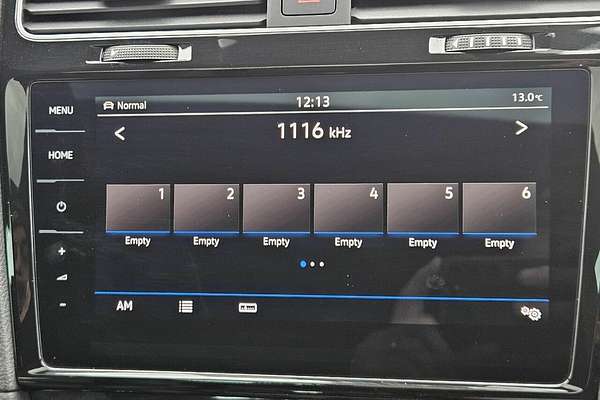 MENU
HOME
Normal
12:13
13.0°C
1116 kHz
1
2
3
4
5
6
Empty
Empty
Empty
Empty
Empty
Empty
AM